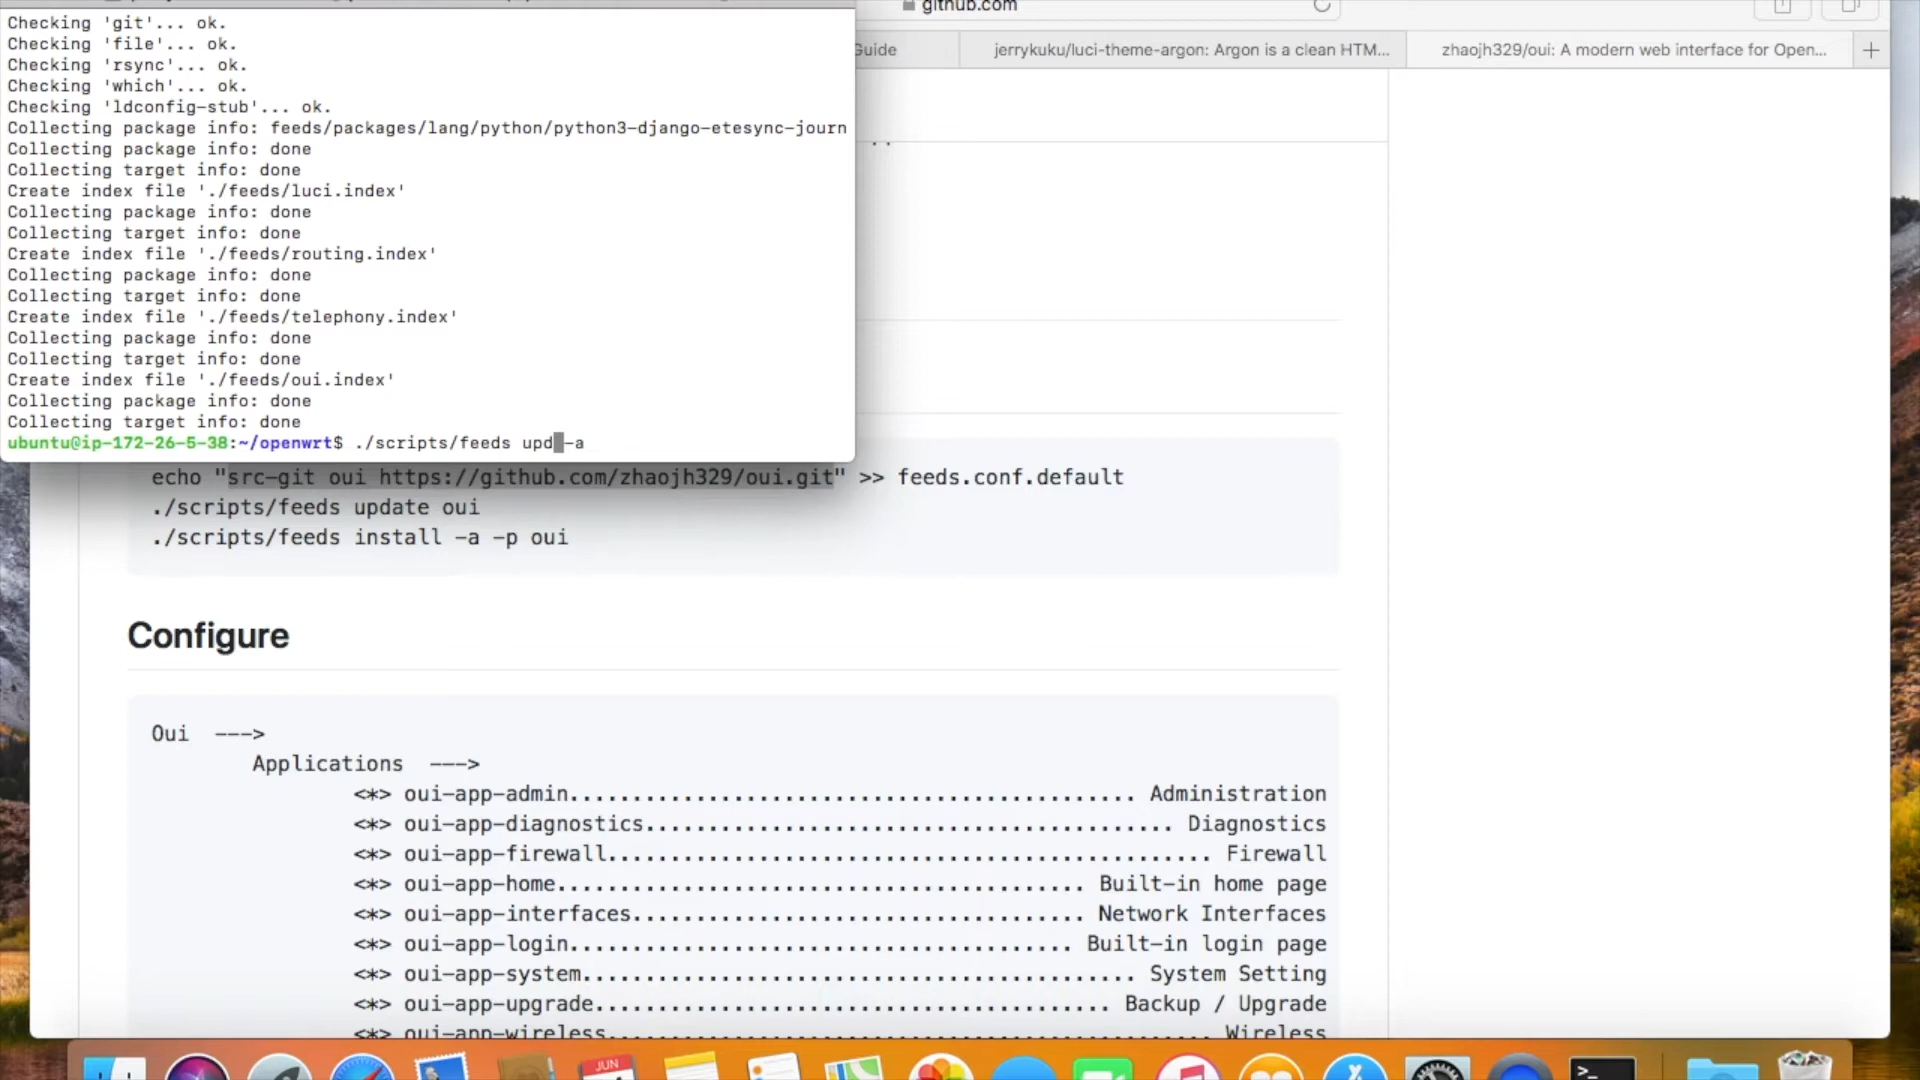 Checking 'git'... ok.
Checking 'file'... ok.
Checking 'rsync'... ok.
Checking 'which'... ok.
Checking 'ldconfig-stub'... ok.
Collecting package info: feeds/packages/lang/python/python3-django-etesync-journ
Collecting package info: done
Collecting target info: done
Create index file './feeds/luci.index'
Collecting package info: done
Collecting target info: done
Create index file './feeds/routing.index'
Collecting package info: done
Collecting target info: done
Create index file './feeds/telephony.index'
Collecting package info: done
Collecting target info: done
Create index file './feeds/oui.index'
Collecting package info: done
Collecting target info: done
ubuntu@ip-172-26-5-38:~/openwrt$ ./scripts/feeds upd -a
github.com
Guide
jerrykuku/luci-theme-argon: Argon is a clean HTM...
zhaojh329/oui: A modern web interface for Open...
echo "src-git oui https://github.com/zhaojh329/oui.git" >> feeds.conf.default
./scripts/feeds update oui
./scripts/feeds install -a -p oui
Configure
Oui --->
Applications --->
<*> oui-app-admin............................................. Administration
<*> oui-app-diagnostics.......................................... Diagnostics
<*> oui-app-firewall................................................ Firewall
<*> oui-app-home.......................................... Built-in home page
<*> oui-app-interfaces.................................... Network Interfaces
<*> oui-app-login........................................ Built-in login page
<*> oui-app-system............................................ System Setting
<*> oui-app-upgrade......................................... Backup / Upgrade
<*> oui-app-wireless................................................ Wireless
JUN